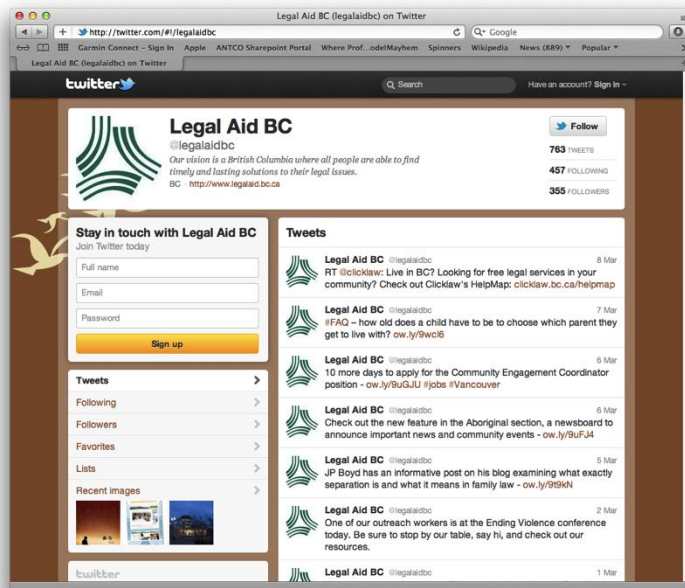 Legal Aid BC (legalaidbc) on Twitter
http://twitter.com/#!/legalaidbc
Google
Garmin Connect – Sign In Apple ANTCO Sharepoint Portal Where Prof...odelMayhem Spinners Wikipedia News (889) Popular
Legal Aid BC (legalaidbc) on Twitter
twitter
Search
Have an account? Sign in
Legal Aid BC
@legalaidbc
Our vision is a British Columbia where all people are able to find
timely and lasting solutions to their legal issues.
BC · http://www.legalaid.bc.ca
Follow
763 TWEETS
457 FOLLOWING
355 FOLLOWERS
Stay in touch with Legal Aid BC
Join Twitter today
Full name
Email
Password
Sign up
Tweets
Following
Followers
Favorites
Lists
Recent images
twitter
Tweets
Legal Aid BC @legalaidbc 8 Mar
RT @clicklaw: Live in BC? Looking for free legal services in your
community? Check out Clicklaw's HelpMap: clicklaw.bc.ca/helpmap
Legal Aid BC @legalaidbc 7 Mar
#FAQ – how old does a child have to be to choose which parent they
get to live with? ow.ly/9wcl6
Legal Aid BC @legalaidbc 6 Mar
10 more days to apply for the Community Engagement Coordinator
position - ow.ly/9uGJU #jobs #Vancouver
Legal Aid BC @legalaidbc 6 Mar
Check out the new feature in the Aboriginal section, a newsboard to
announce important news and community events - ow.ly/9uFJ4
Legal Aid BC @legalaidbc 5 Mar
JP Boyd has an informative post on his blog examining what exactly
separation is and what it means in family law - ow.ly/9t9kN
Legal Aid BC @legalaidbc 2 Mar
One of our outreach workers is at the Ending Violence conference
today. Be sure to stop by our table, say hi, and check out our
resources.
Legal Aid BC @legalaidbc 1 Mar